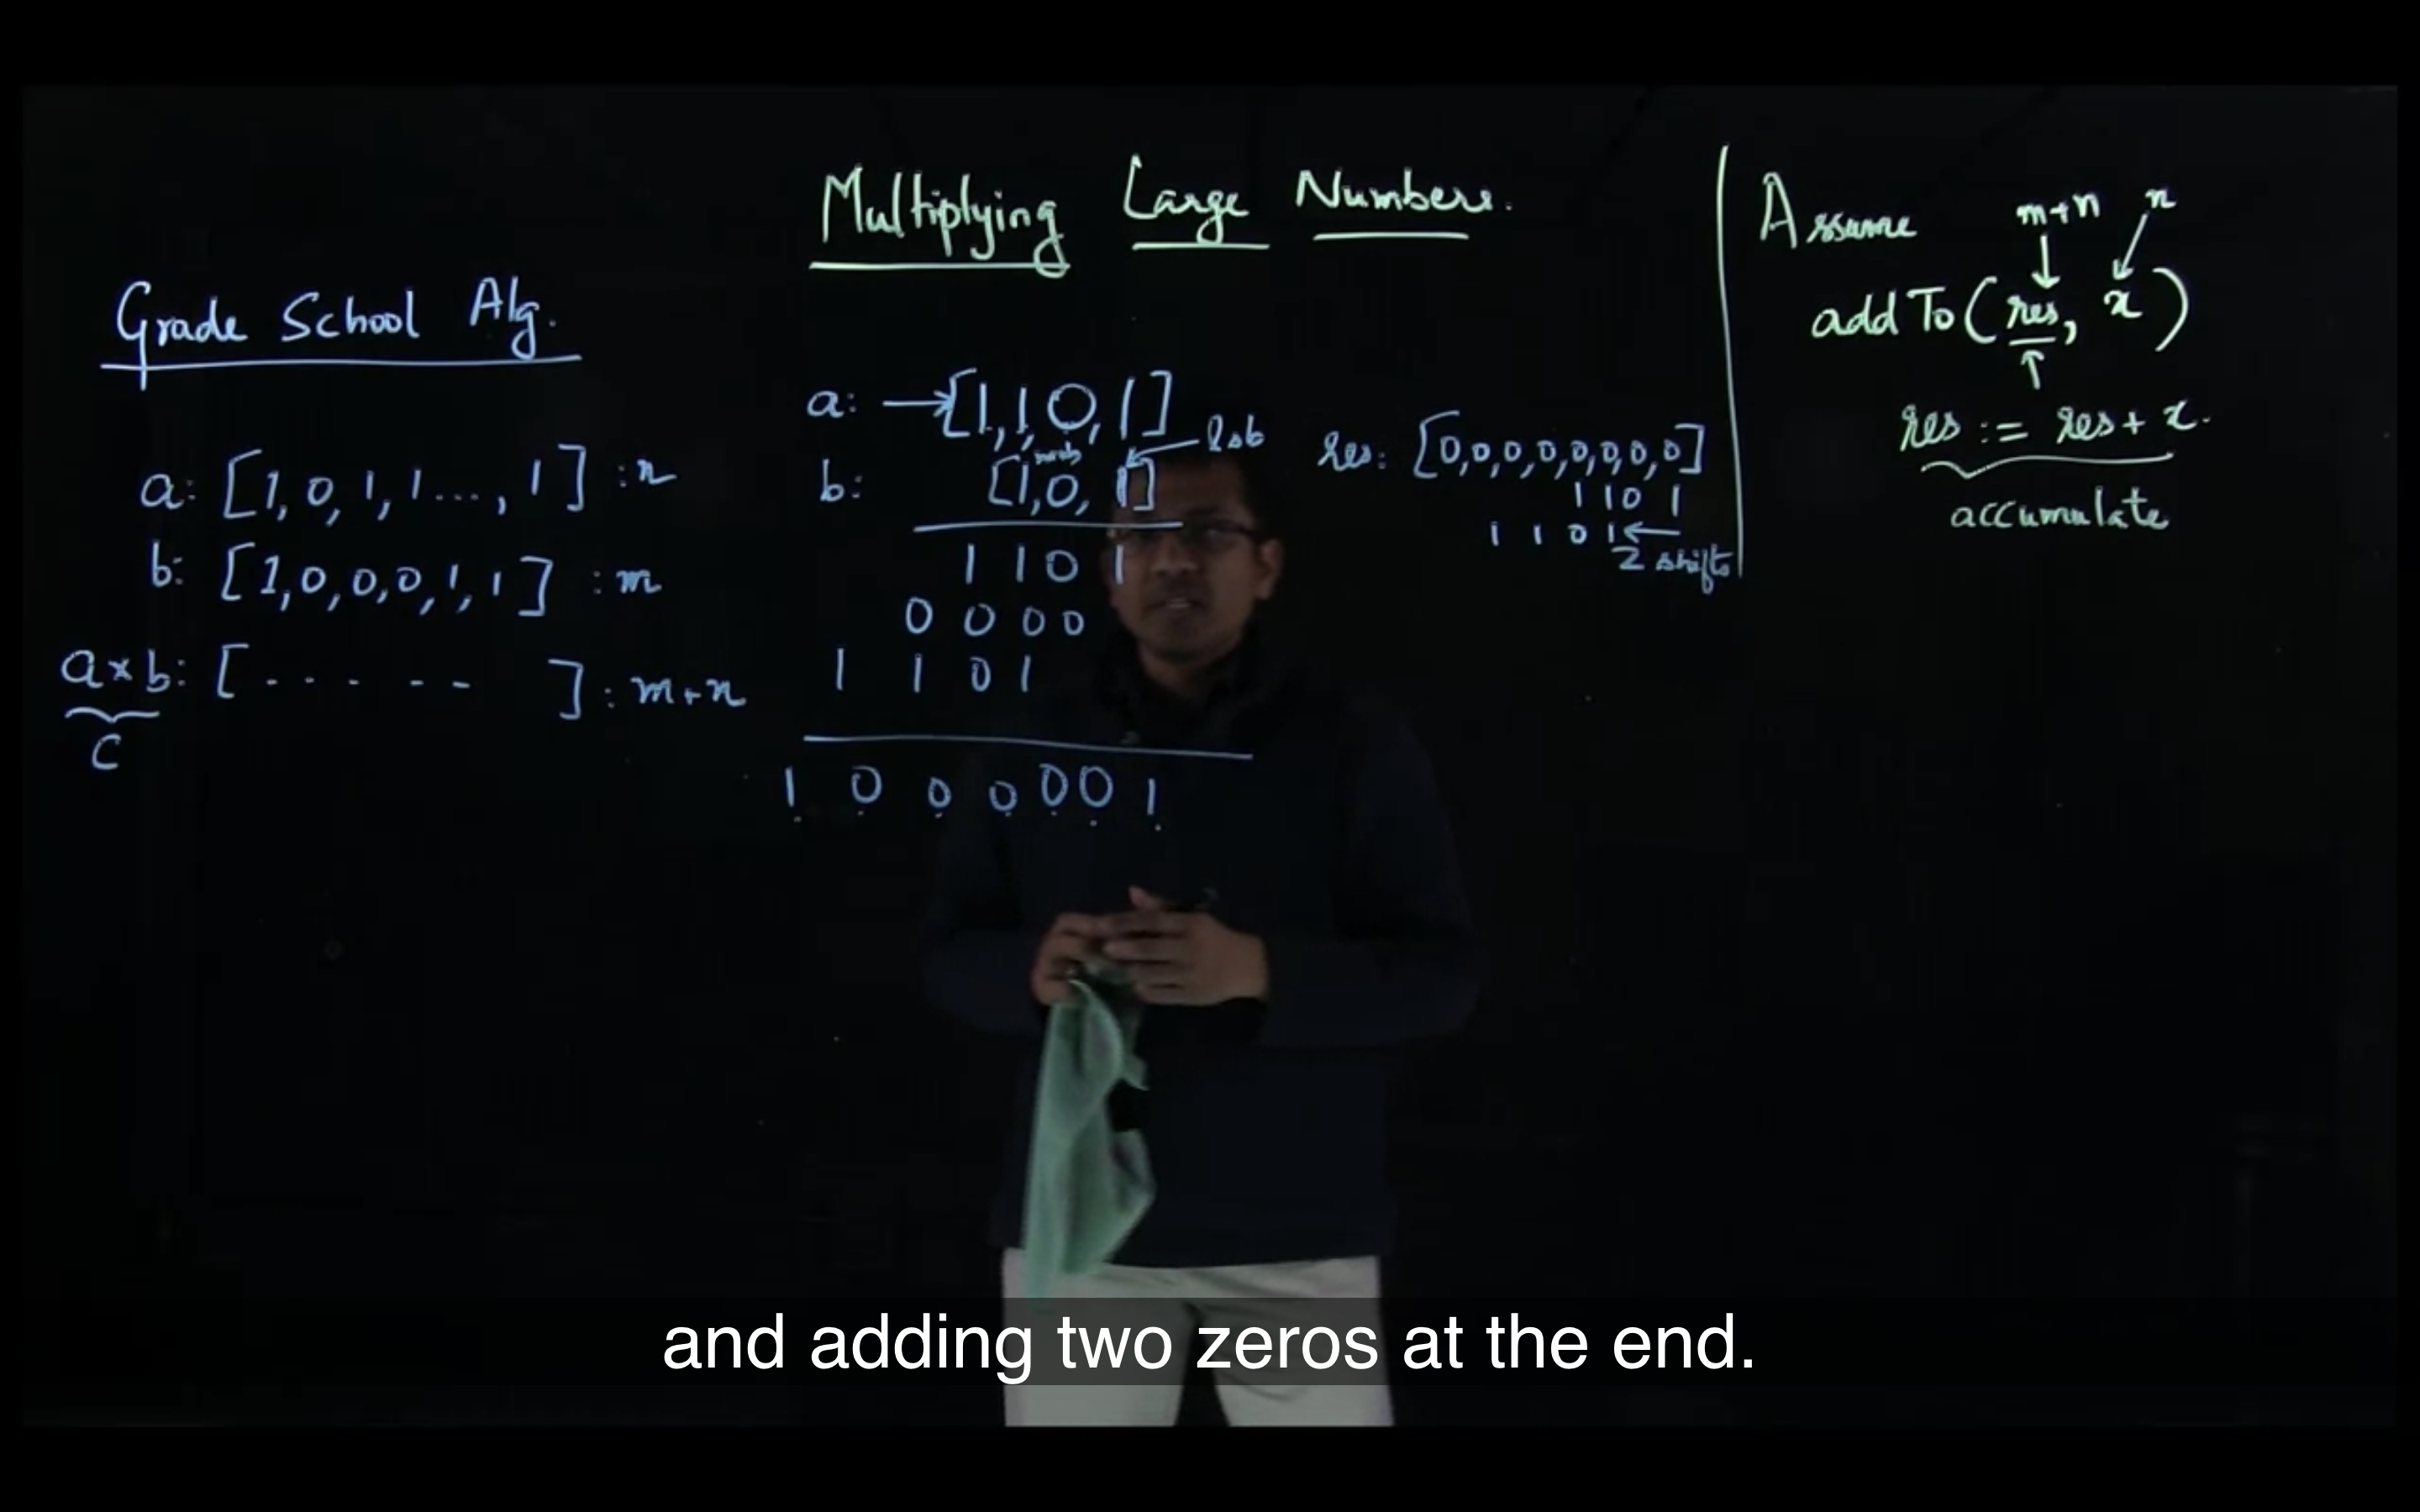 Multiplying Large Numbers.
Grade School Alg.
a: [1, 0, 1, 1 ..., 1] : n
b: [1, 0, 0, 0, 1, 1] : m
a × b: [ - - - - - ] : m+n
c
a: → [1, 1, 0, 1]
msb
lsb
b: [1, 0, 1]
1 1 0 1
0 0 0 0
1 1 0 1
1 0 0 0 0 0 1
res: [0,0,0,0,0,0,0,0]
1 1 0 1
1 1 0 1 ←
2 shifts
Assume
m+n n
addTo(res, x)
res := res + x.
accumulate
and adding two zeros at the end.